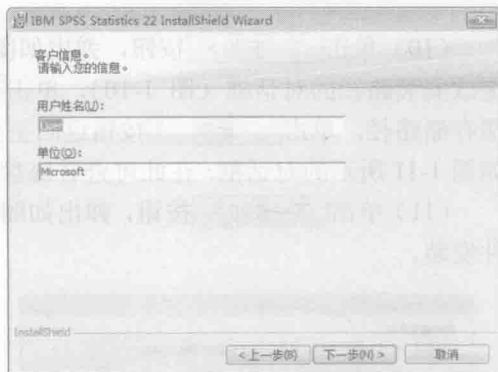 IBM SPSS Statistics 22 InstallShield Wizard
客户信息。
请输入您的信息。
用户姓名(U):
User
单位(O):
Microsoft
InstallShield
<上一步(B) 下一步(N)> 取消